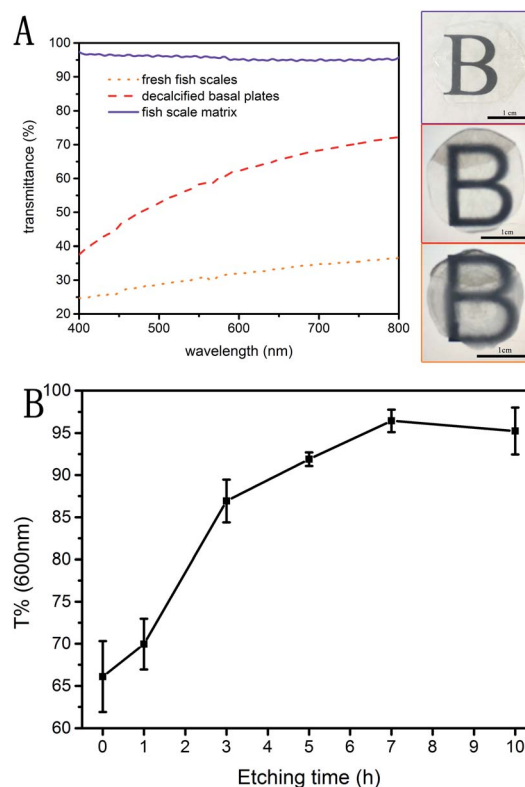 A
100
90
80
70
60
50
40
30
20
transmittance (%)
fresh fish scales
decalcified basal plates
fish scale matrix
400
500
600
700
800
wavelength (nm)
B
1 cm
B
1cm
B
1cm
B
100
95
90
85
80
75
70
65
60
T% (600nm)
0
1
2
3
4
5
6
7
8
9
10
Etching time (h)